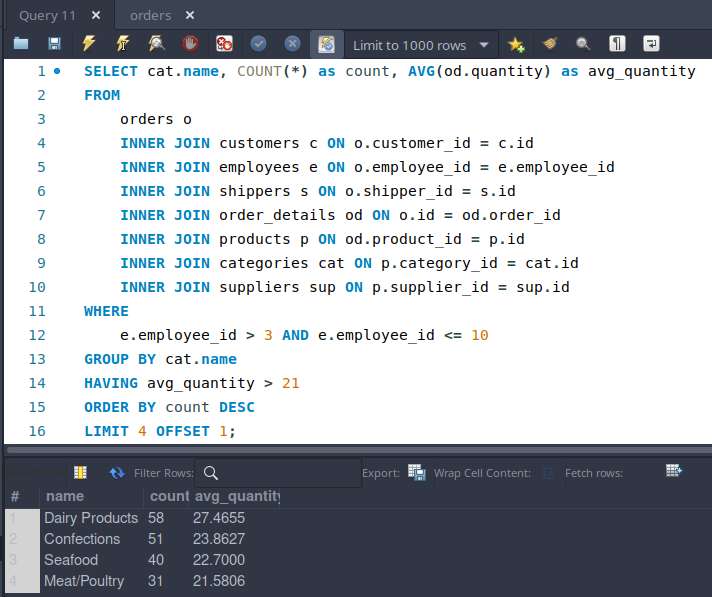 Query 11 × orders ×
Limit to 1000 rows
1 SELECT cat.name, COUNT(*) as count, AVG(od.quantity) as avg_quantity
2 FROM
3 orders o
4 INNER JOIN customers c ON o.customer_id = c.id
5 INNER JOIN employees e ON o.employee_id = e.employee_id
6 INNER JOIN shippers s ON o.shipper_id = s.id
7 INNER JOIN order_details od ON o.id = od.order_id
8 INNER JOIN products p ON od.product_id = p.id
9 INNER JOIN categories cat ON p.category_id = cat.id
10 INNER JOIN suppliers sup ON p.supplier_id = sup.id
11 WHERE
12 e.employee_id > 3 AND e.employee_id <= 10
13 GROUP BY cat.name
14 HAVING avg_quantity > 21
15 ORDER BY count DESC
16 LIMIT 4 OFFSET 1;
Filter Rows: Export: Wrap Cell Content: Fetch rows:
# name count avg_quantity
1 Dairy Products 58 27.4655
2 Confections 51 23.8627
3 Seafood 40 22.7000
4 Meat/Poultry 31 21.5806